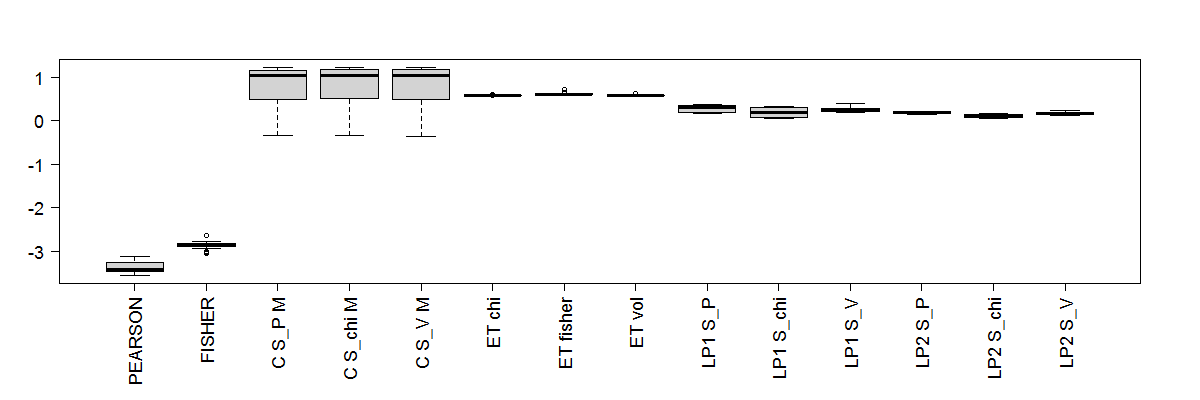 1
0
-1
-2
-3
PEARSON
FISHER
C S_P M
C S_chi M
C S_V M
ET chi
ET fisher
ET vol
LP1 S_P
LP1 S_chi
LP1 S_V
LP2 S_P
LP2 S_chi
LP2 S_V